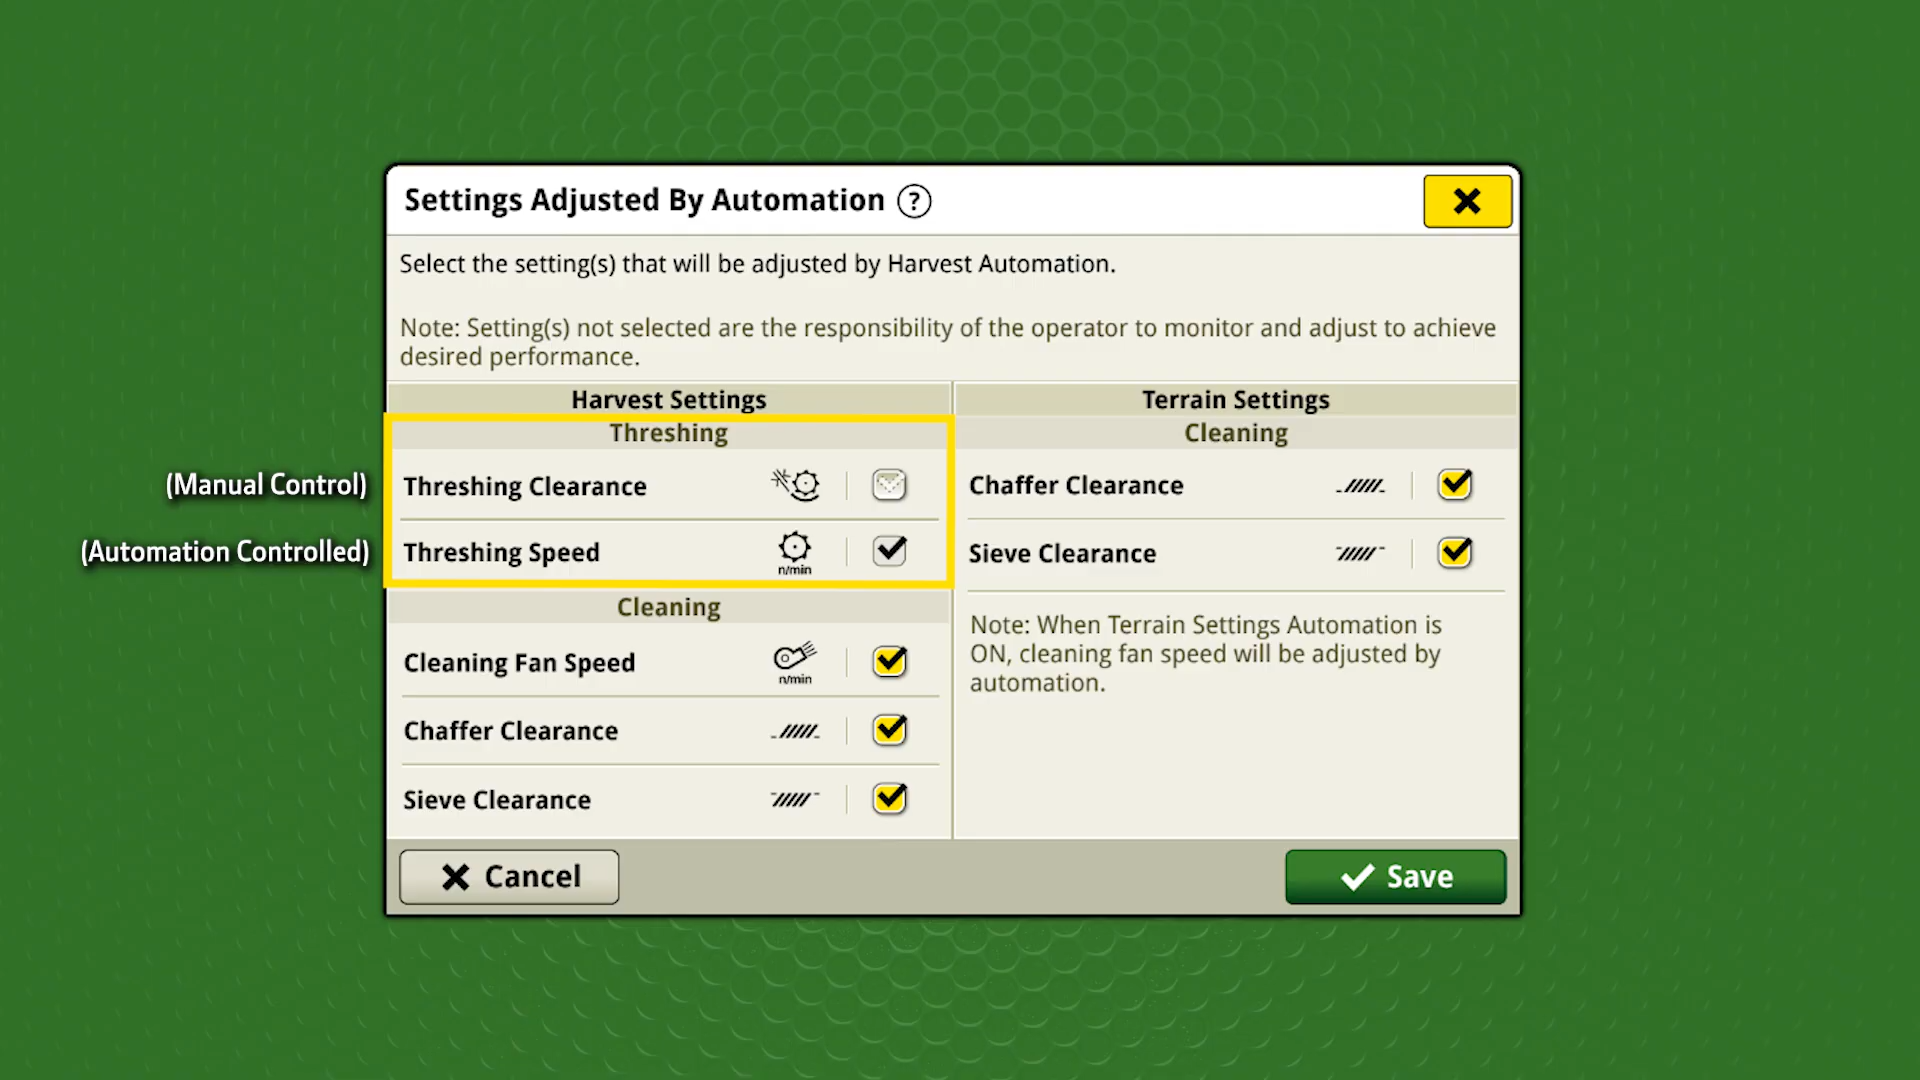 Settings Adjusted By Automation ?
Select the setting(s) that will be adjusted by Harvest Automation.
Note: Setting(s) not selected are the responsibility of the operator to monitor and adjust to achieve
desired performance.
Harvest Settings
Threshing
(Manual Control)
Threshing Clearance
(Automation Controlled)
Threshing Speed
n/min
Cleaning
Cleaning Fan Speed
n/min
Chaffer Clearance
Sieve Clearance
Terrain Settings
Cleaning
Chaffer Clearance
Sieve Clearance
Note: When Terrain Settings Automation is
ON, cleaning fan speed will be adjusted by
automation.
Cancel
Save